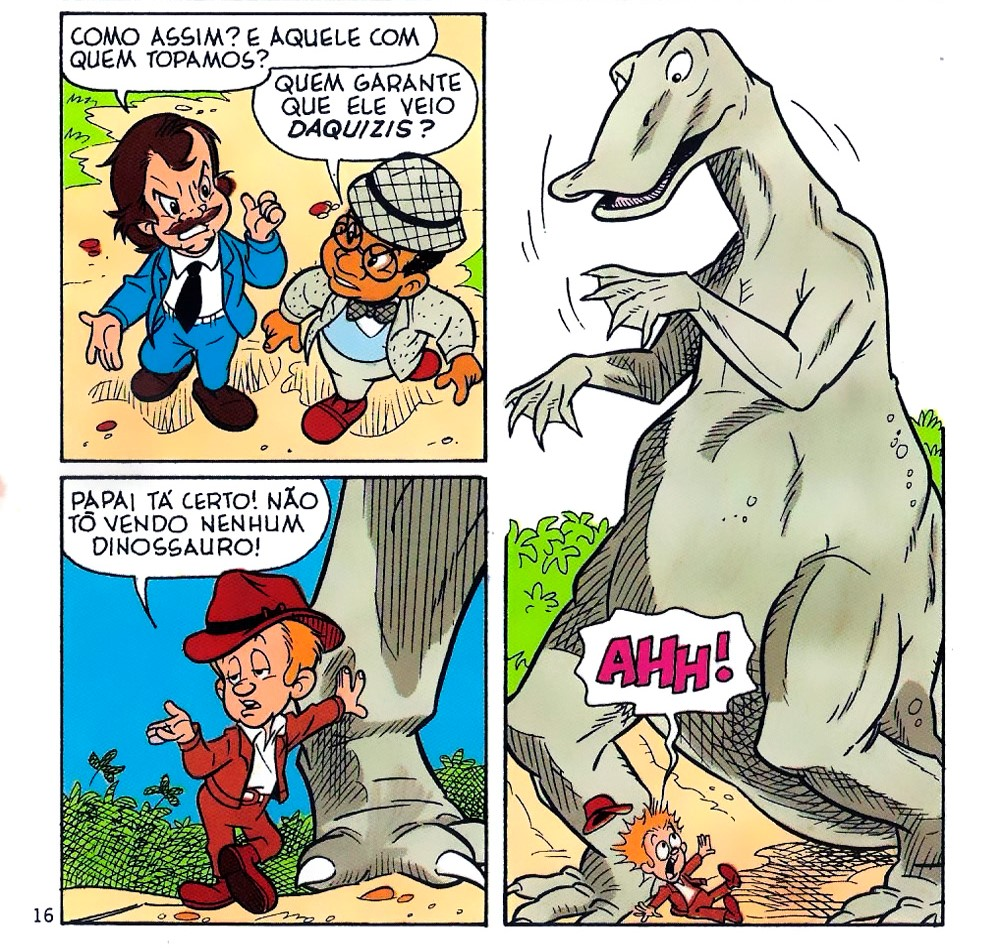 COMO ASSIM? E AQUELE COM
QUEM TOPAMOS?
QUEM GARANTE
QUE ELE VEIO
DAQUIZIS?
PAPAI TÁ CERTO! NÃO
TÔ VENDO NENHUM
DINOSSAURO!
AHH!
16